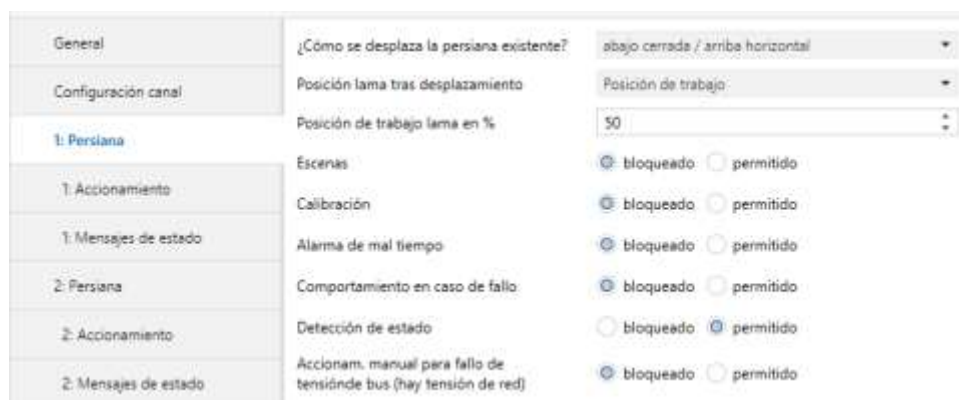 General
Configuración canal
1: Persiana
1: Accionamiento
1: Mensajes de estado
2: Persiana
2: Accionamiento
2: Mensajes de estado
¿Cómo se desplaza la persiana existente? abajo cerrada / arriba horizontal
Posición lama tras desplazamiento Posición de trabajo
Posición de trabajo lama en % 50
Escenas bloqueado permitido
Calibración bloqueado permitido
Alarma de mal tiempo bloqueado permitido
Comportamiento en caso de fallo bloqueado permitido
Detección de estado bloqueado permitido
Accionam. manual para fallo de
tensiónde bus (hay tensión de red) bloqueado permitido